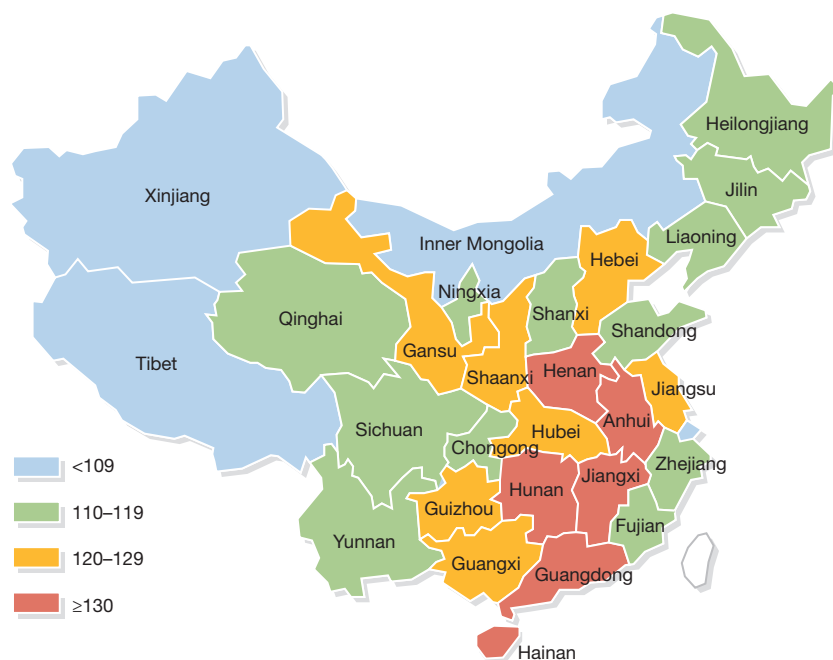 Heilongjiang
Jilin
Xinjiang
Liaoning
Inner Mongolia
Hebei
Ningxia
Shanxi
Qinghai
Shandong
Gansu
Tibet
Shaanxi
Henan
Jiangsu
Anhui
Sichuan
Hubei
Chongong
Zhejiang
<109
Jiangxi
Hunan
Guizhou
110–119
Fujian
Yunnan
120–129
Guangxi
Guangdong
≥130
Hainan